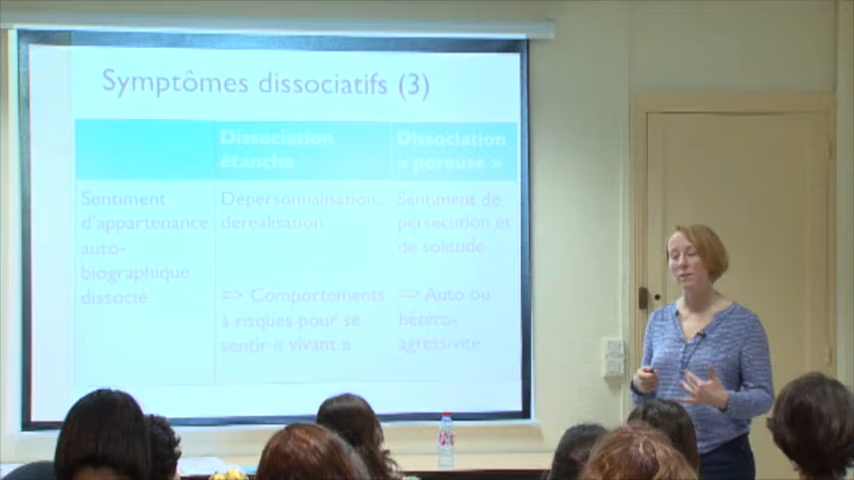 Symptômes dissociatifs (3)
Dissociation
étanche
Dissociation
« poreuse »
Sentiment
d'appartenance
auto-
biographique
dissocié
Dépersonnalisation,
déréalisation
=> Comportements
à risques pour se
sentir « vivant »
Sentiment de
persécution et
de solitude
=> Auto ou
hétéro-
agressivité